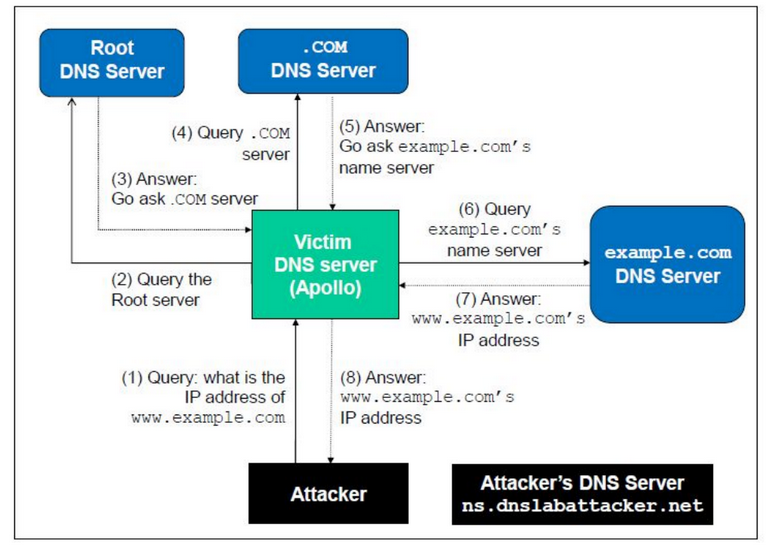 Root
DNS Server
.COM
DNS Server
(4) Query .COM
server
(5) Answer:
Go ask example.com's
name server
(3) Answer:
Go ask .COM server
(6) Query
example.com's
name server
Victim
DNS server
(Apollo)
example.com
DNS Server
(2) Query the
Root server
(7) Answer:
www.example.com's
IP address
(1) Query: what is the
IP address of
www.example.com
(8) Answer:
www.example.com's
IP address
Attacker
Attacker's DNS Server
ns.dnslabattacker.net